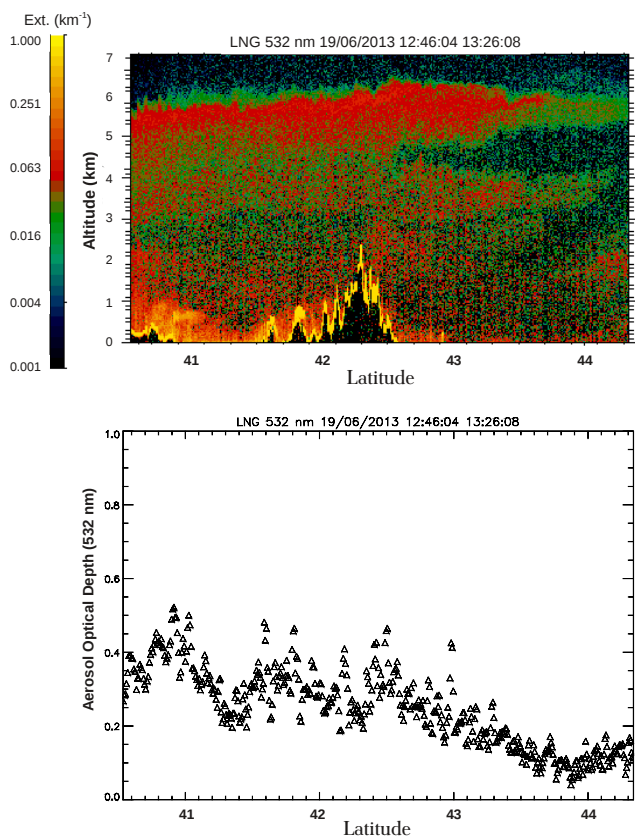 Ext. (km⁻¹)
LNG 532 nm 19/06/2013 12:46:04 13:26:08
1.000
0.251
0.063
0.016
0.004
0.001
Altitude (km)
7
6
5
4
3
2
1
0
41 42 43 44
Latitude
LNG 532 nm 19/06/2013 12:46:04 13:26:08
Aerosol Optical Depth (532 nm)
1.0
0.8
0.6
0.4
0.2
0.0
41 42 43 44
Latitude